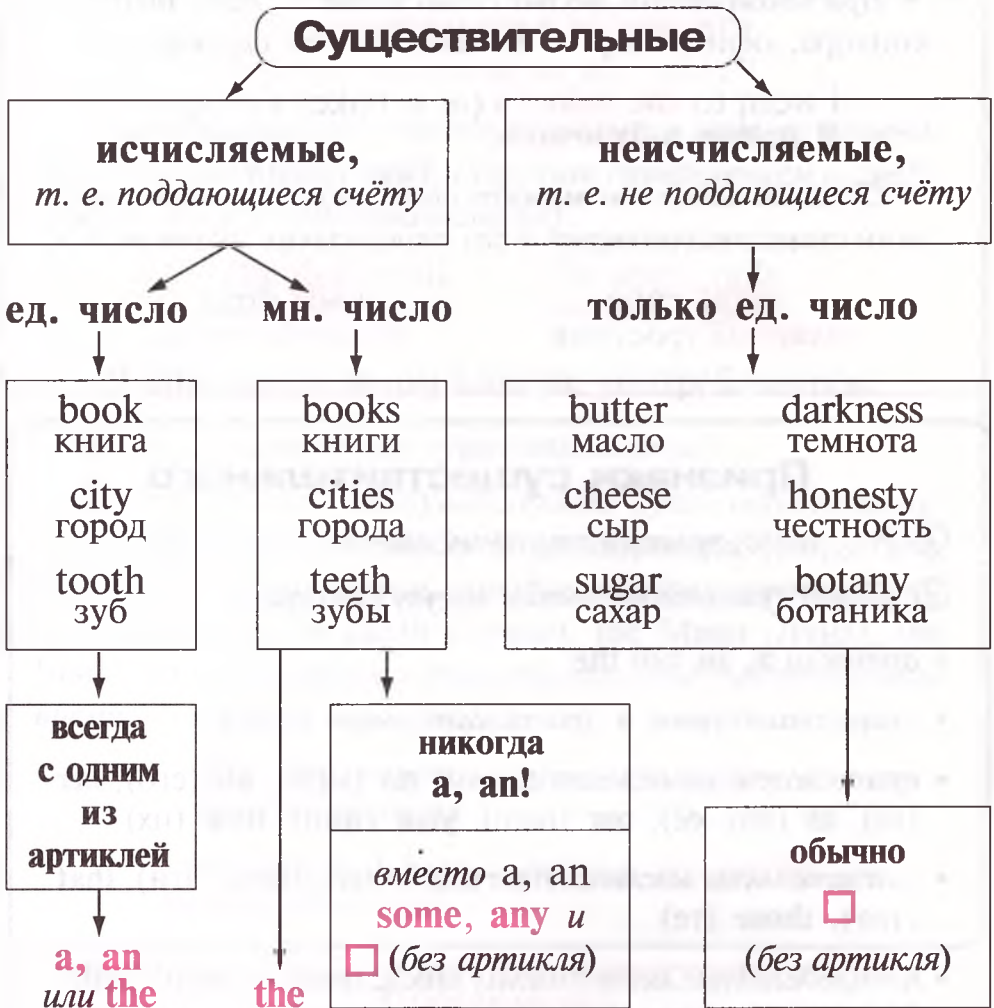 Существительные
исчисляемые,
т. е. поддающиеся счёту
неисчисляемые,
т. е. не поддающиеся счёту
ед. число
мн. число
только ед. число
book
книга
city
город
tooth
зуб
books
книги
cities
города
teeth
зубы
butter
масло
cheese
сыр
sugar
сахар
darkness
темнота
honesty
честность
botany
ботаника
всегда
с одним
из
артиклей
a, an
или the
the
никогда
a, an!
вместо a, an
some, any и
(без артикля)
обычно
(без артикля)